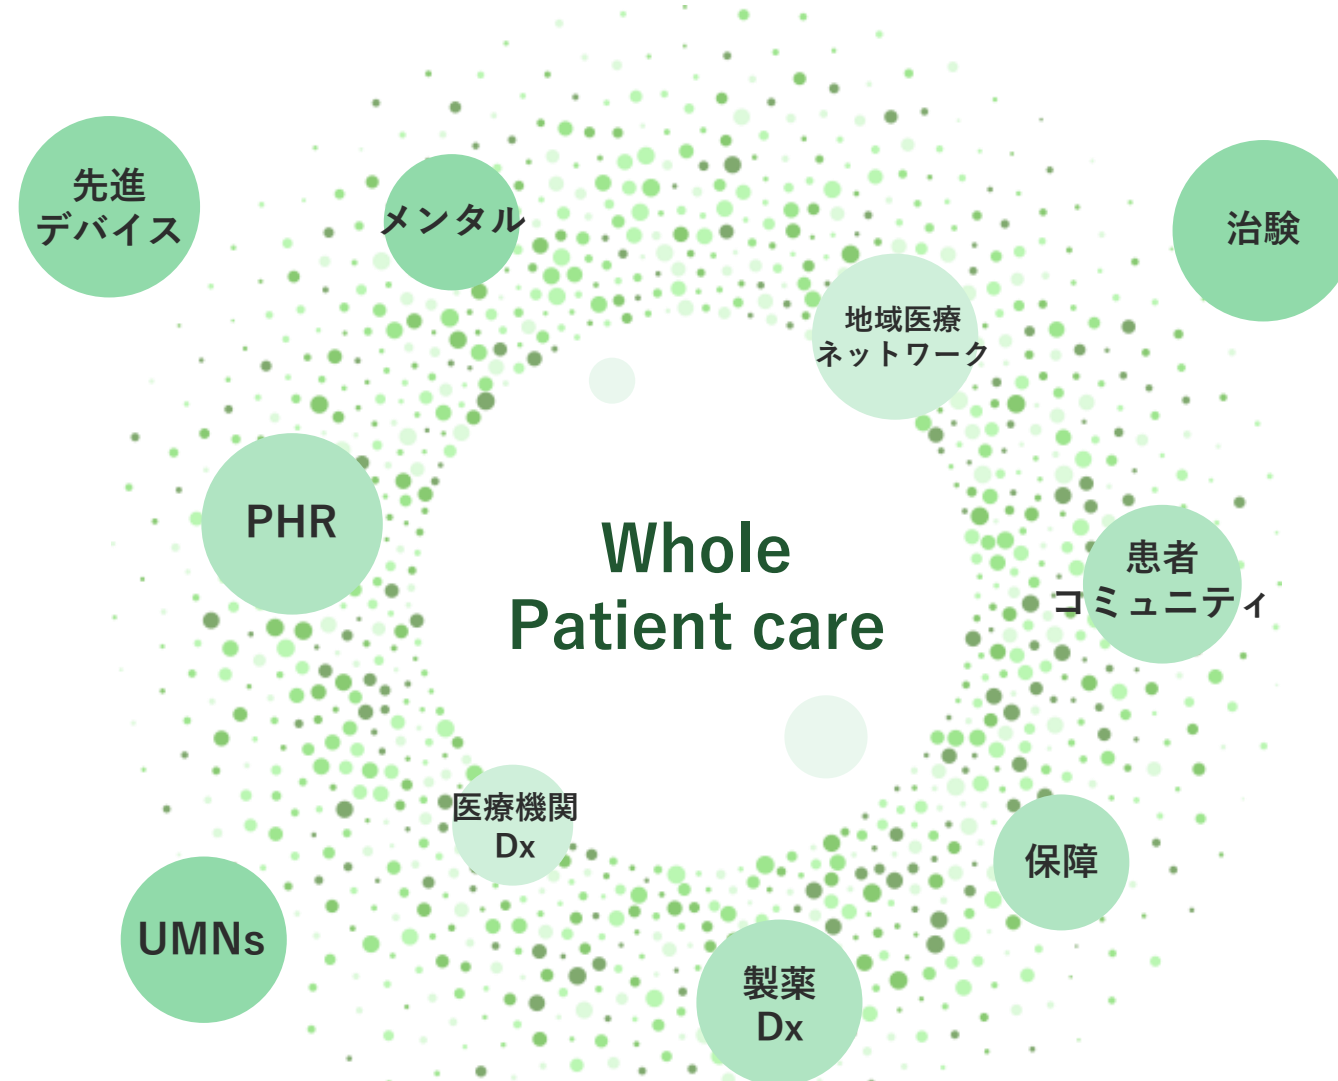 先進
デバイス
メンタル
治験
地域医療
ネットワーク
PHR
Whole
Patient care
患者
コミュニティ
医療機関
Dx
保障
UMNs
製薬
Dx